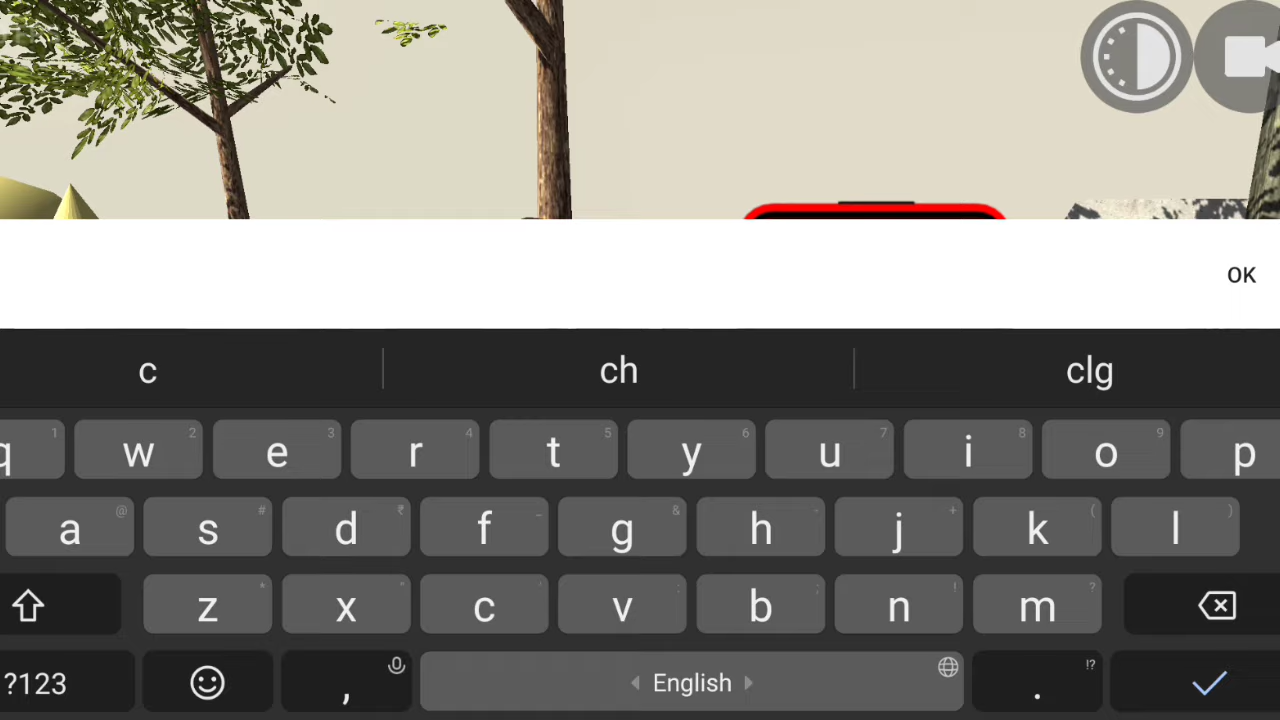 OK
c ch clg
q 1 w 2 e 3 r 4 t 5 y 6 u 7 i 8 o 9 p
a @ s # d ₹ f _ g & h - j + k ( l )
z * x " c ' v : b ; n ! m ?
?123 , English . !?